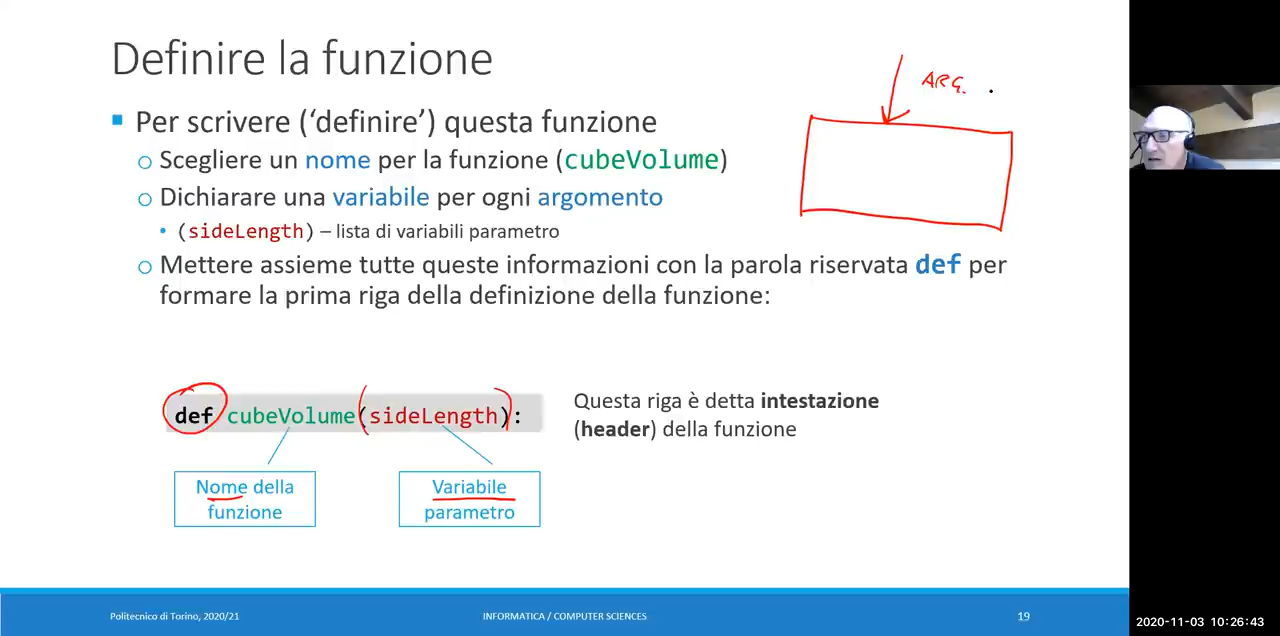 Definire la funzione
ARG.
▪ Per scrivere (‘definire’) questa funzione
o Scegliere un nome per la funzione (cubeVolume)
o Dichiarare una variabile per ogni argomento
• (sideLength) – lista di variabili parametro
o Mettere assieme tutte queste informazioni con la parola riservata def per
formare la prima riga della definizione della funzione:
def cubeVolume(sideLength):
Questa riga è detta intestazione
(header) della funzione
Nome della
funzione
Variabile
parametro
Politecnico di Torino, 2020/21
INFORMATICA / COMPUTER SCIENCES
19
2020-11-03 10:26:43